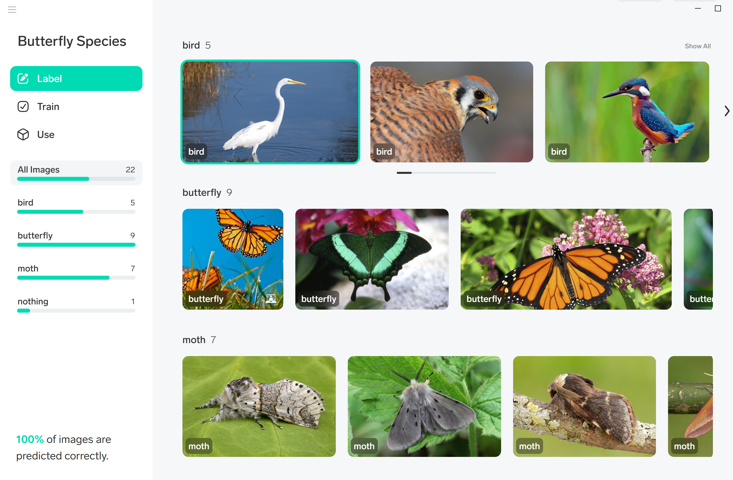 Butterfly Species
Label
Train
Use
All Images 22
bird 5
butterfly 9
moth 7
nothing 1
100% of images are
predicted correctly.
bird 5
Show All
bird
bird
bird
butterfly 9
butterfly
butterfly
butterfly
moth 7
moth
moth
moth
moth